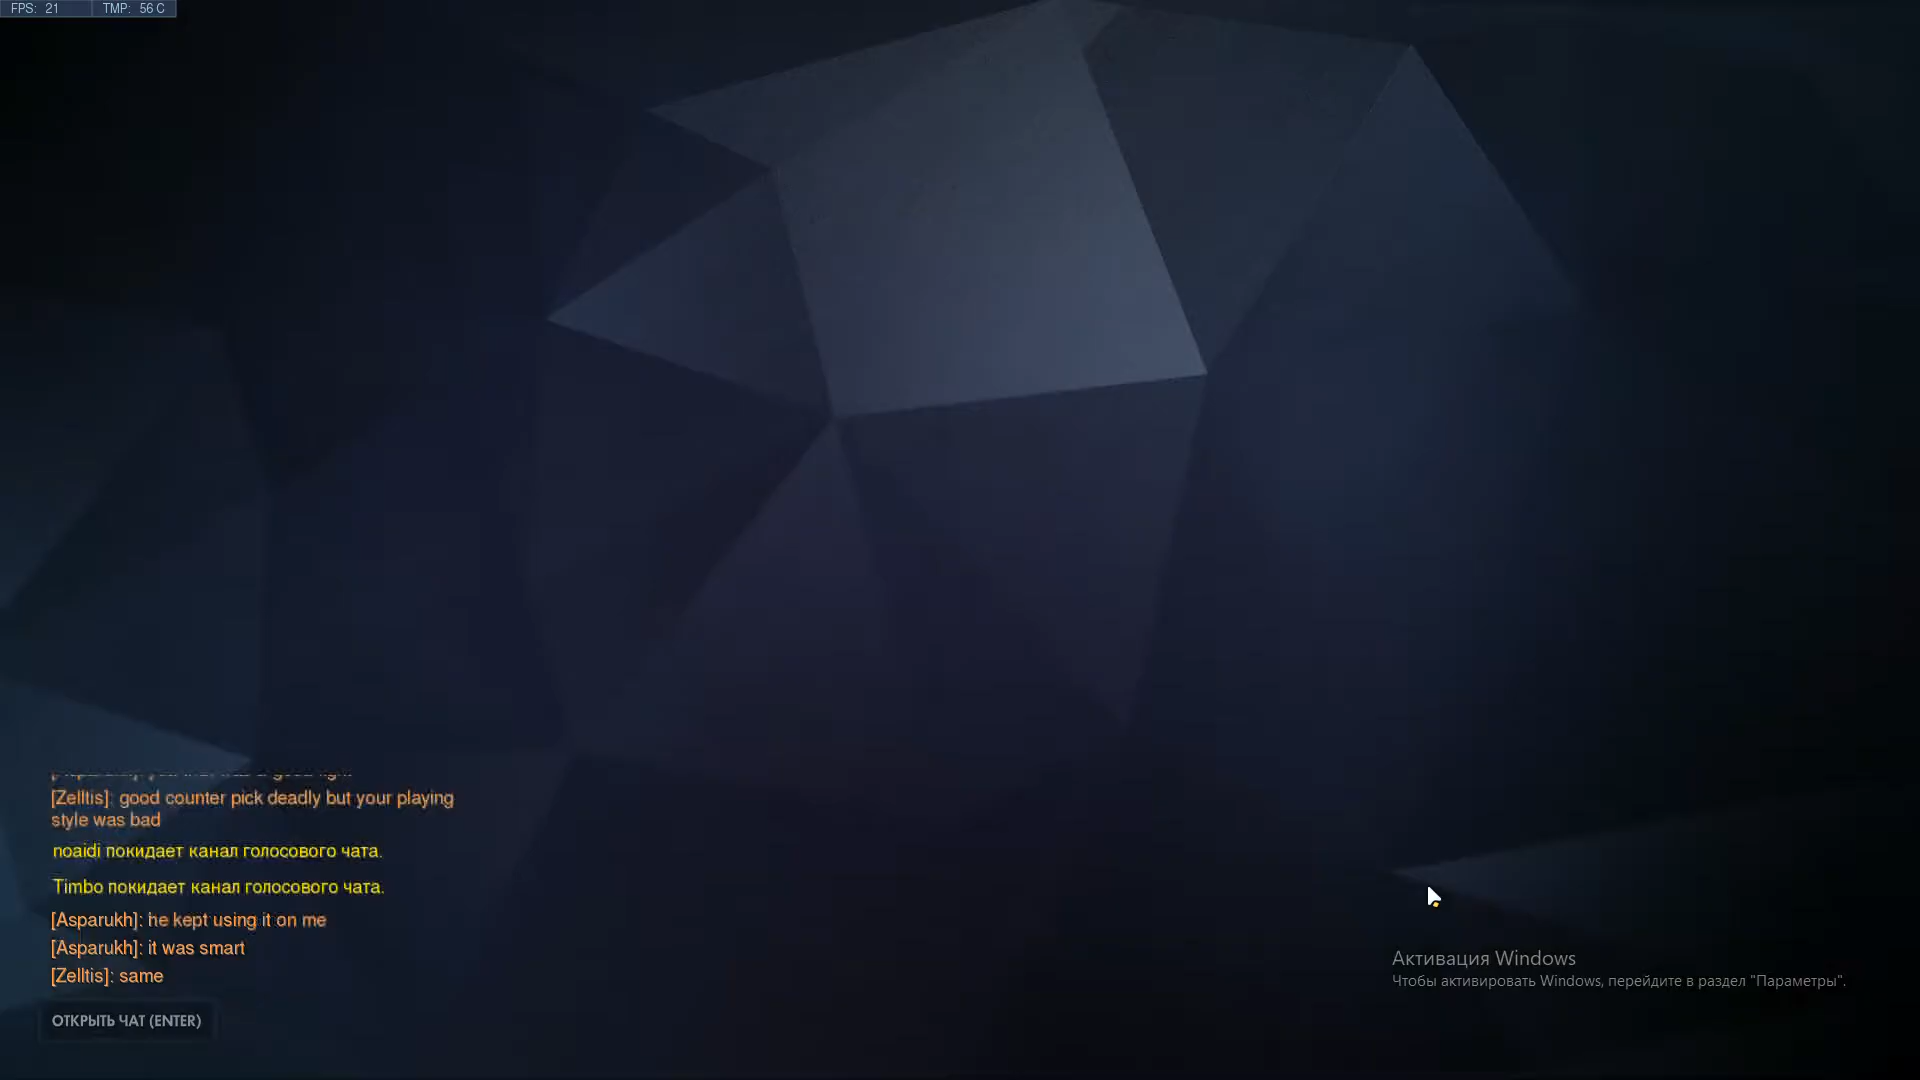 FPS: 21 TMP: 56 C
[Zelltis]: good counter pick deadly but your playing
style was bad
noaidi покидает канал голосового чата.
Timbo покидает канал голосового чата.
[Asparukh]: he kept using it on me
[Asparukh]: it was smart
[Zelltis]: same
ОТКРЫТЬ ЧАТ (ENTER)
Активация Windows
Чтобы активировать Windows, перейдите в раздел "Параметры".